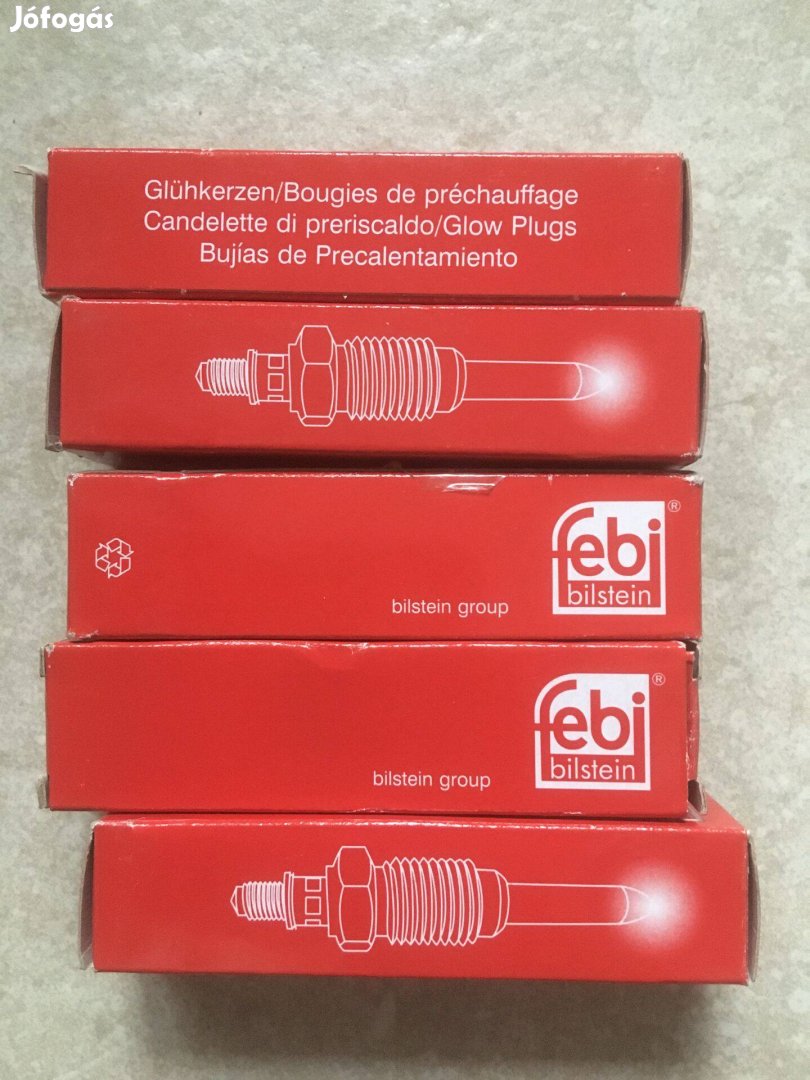 Jófogás
Glühkerzen/Bougies de préchauffage
Candelette di preriscaldo/Glow Plugs
Bujías de Precalentamiento
bilstein group
febi®
bilstein
bilstein group
febi®
bilstein